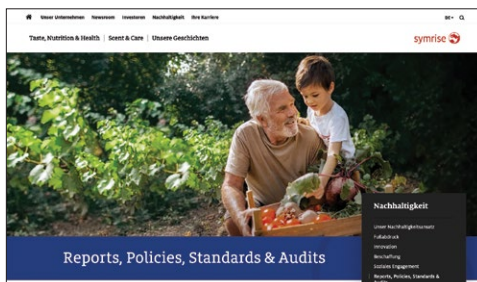 Unser Unternehmen Newsroom Investoren Nachhaltigkeit Ihre Karriere
Taste, Nutrition & Health | Scent & Care | Unsere Geschichten
symrise
Reports, Policies, Standards & Audits
Nachhaltigkeit
Unser Nachhaltigkeitsansatz
Fußabdruck
Innovation
Beschaffung
Soziales Engagement
Reports, Policies, Standards &
Audits